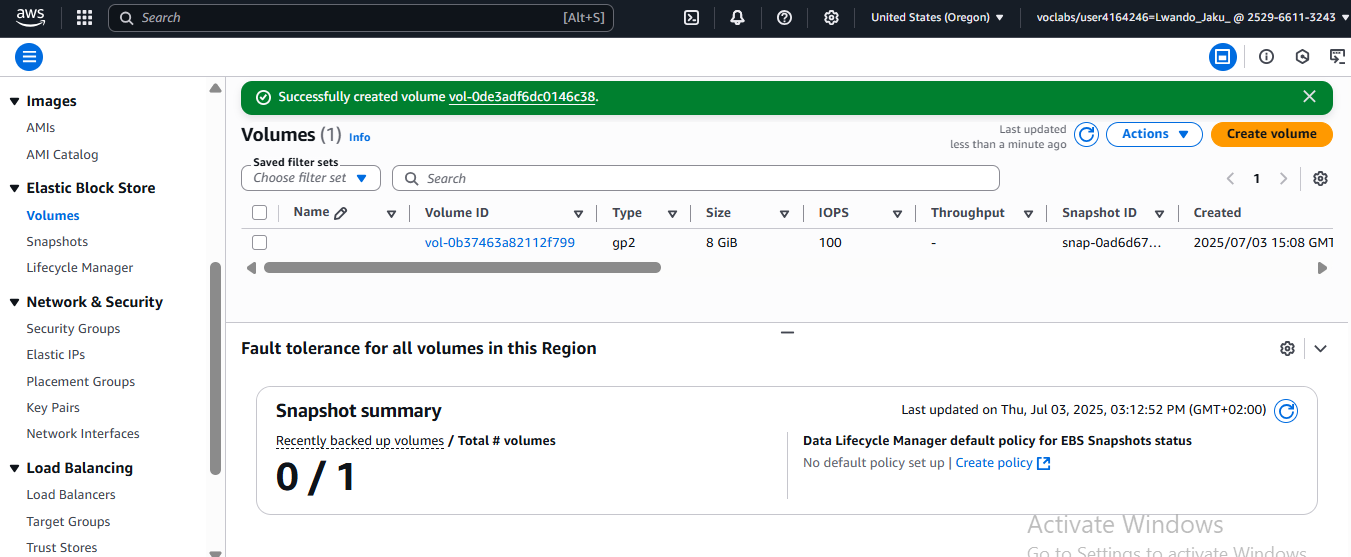 aws
Search [Alt+S]
United States (Oregon)
voclabs/user4164246=Lwando_Jaku_ @ 2529-6611-3243
Images
AMIs
AMI Catalog
Elastic Block Store
Volumes
Snapshots
Lifecycle Manager
Network & Security
Security Groups
Elastic IPs
Placement Groups
Key Pairs
Network Interfaces
Load Balancing
Load Balancers
Target Groups
Trust Stores
Successfully created volume vol-0de3adf6dc0146c38.
Volumes (1) Info
Last updated
less than a minute ago
Actions
Create volume
Saved filter sets
Choose filter set
Search
1
Name Volume ID Type Size IOPS Throughput Snapshot ID Created
vol-0b37463a82112f799 gp2 8 GiB 100 - snap-0ad6d67... 2025/07/03 15:08 GMT
Fault tolerance for all volumes in this Region
Snapshot summary
Last updated on Thu, Jul 03, 2025, 03:12:52 PM (GMT+02:00)
Recently backed up volumes / Total # volumes
0 / 1
Data Lifecycle Manager default policy for EBS Snapshots status
No default policy set up | Create policy
Activate Windows
Go to Settings to activate Windows.